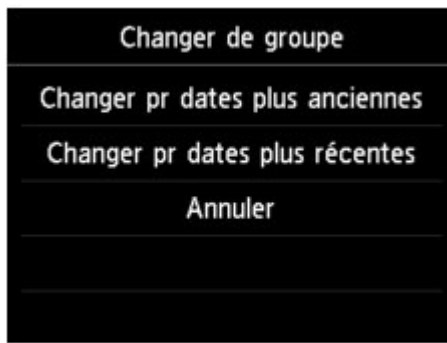 Changer de groupe
Changer pr dates plus anciennes
Changer pr dates plus récentes
Annuler